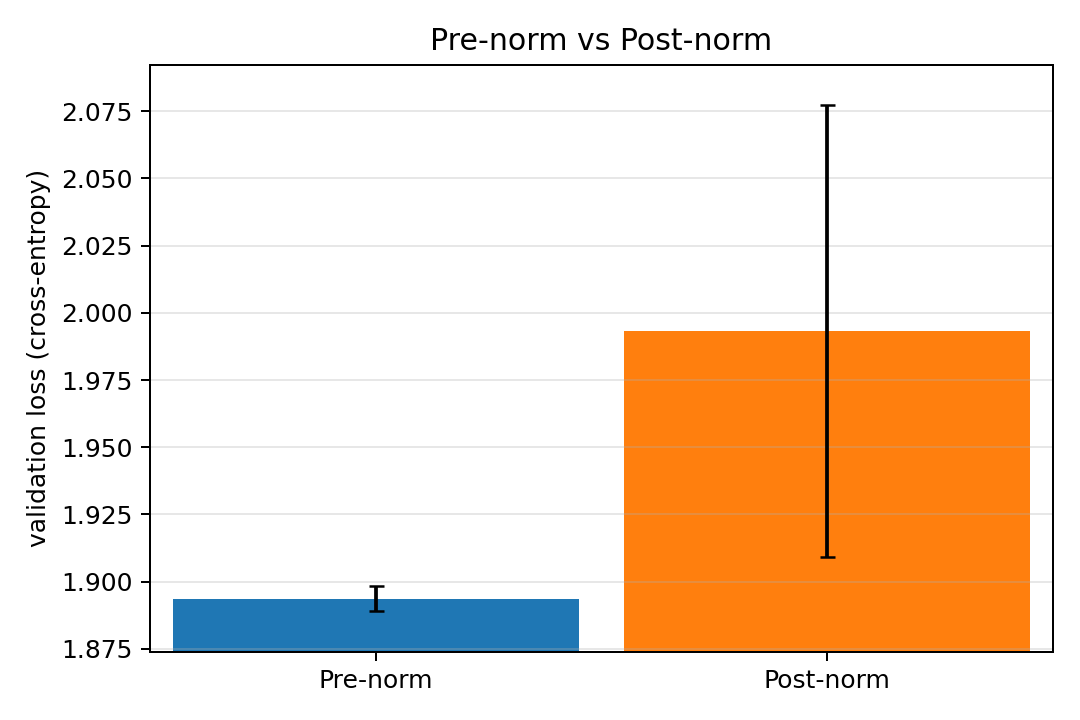 Pre-norm vs Post-norm
validation loss (cross-entropy)
2.075
2.050
2.025
2.000
1.975
1.950
1.925
1.900
1.875
Pre-norm
Post-norm